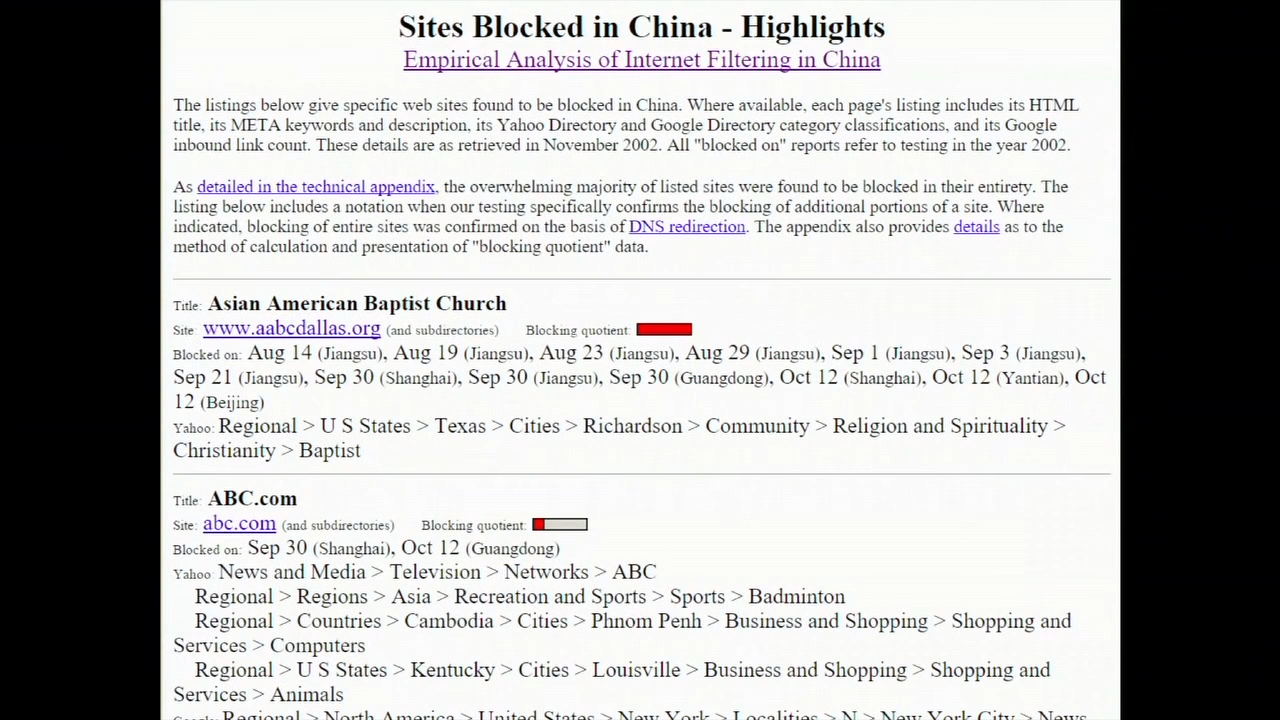 Sites Blocked in China - Highlights
Empirical Analysis of Internet Filtering in China
The listings below give specific web sites found to be blocked in China. Where available, each page's listing includes its HTML
title, its META keywords and description, its Yahoo Directory and Google Directory category classifications, and its Google
inbound link count. These details are as retrieved in November 2002. All "blocked on" reports refer to testing in the year 2002.
As detailed in the technical appendix, the overwhelming majority of listed sites were found to be blocked in their entirety. The
listing below includes a notation when our testing specifically confirms the blocking of additional portions of a site. Where
indicated, blocking of entire sites was confirmed on the basis of DNS redirection. The appendix also provides details as to the
method of calculation and presentation of "blocking quotient" data.
Title: Asian American Baptist Church
Site: www.aabcdallas.org (and subdirectories) Blocking quotient:
Blocked on: Aug 14 (Jiangsu), Aug 19 (Jiangsu), Aug 23 (Jiangsu), Aug 29 (Jiangsu), Sep 1 (Jiangsu), Sep 3 (Jiangsu),
Sep 21 (Jiangsu), Sep 30 (Shanghai), Sep 30 (Jiangsu), Sep 30 (Guangdong), Oct 12 (Shanghai), Oct 12 (Yantian), Oct
12 (Beijing)
Yahoo: Regional > U S States > Texas > Cities > Richardson > Community > Religion and Spirituality >
Christianity > Baptist
Title: ABC.com
Site: abc.com (and subdirectories) Blocking quotient:
Blocked on: Sep 30 (Shanghai), Oct 12 (Guangdong)
Yahoo: News and Media > Television > Networks > ABC
Regional > Regions > Asia > Recreation and Sports > Sports > Badminton
Regional > Countries > Cambodia > Cities > Phnom Penh > Business and Shopping > Shopping and
Services > Computers
Regional > U S States > Kentucky > Cities > Louisville > Business and Shopping > Shopping and
Services > Animals
Google: Regional > North America > United States > New York > Localities > N > New York City > News